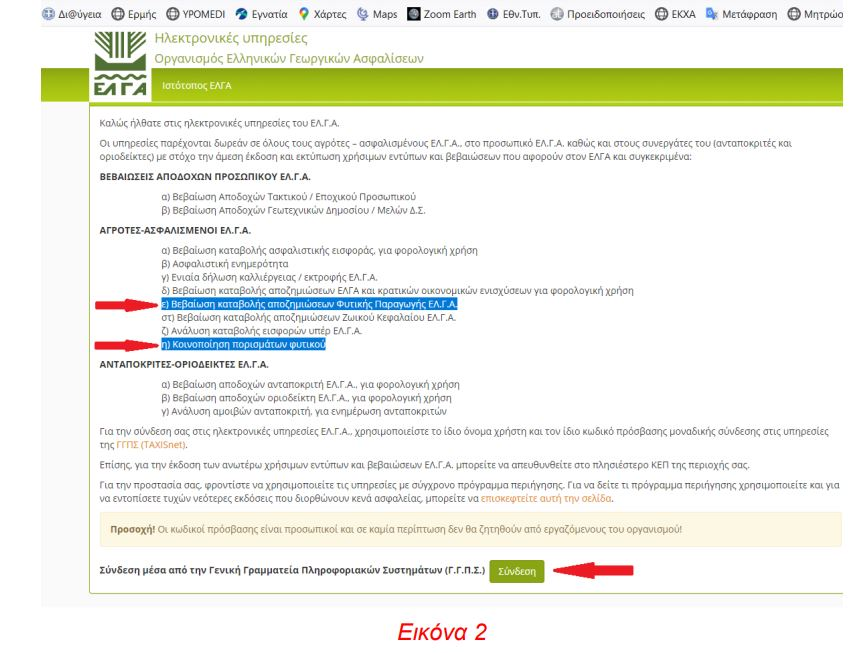 Δι@ύγεια Ερμής YPOMEDI Εγνατία Χάρτες Maps Zoom Earth Εθν.Τυπ. Προειδοποιήσεις ΕΚΧΑ Μετάφραση Μητρώο
Ηλεκτρονικές υπηρεσίες
Οργανισμός Ελληνικών Γεωργικών Ασφαλίσεων
ΕΛΓΑ Ιστότοπος ΕΛΓΑ
Καλώς ήλθατε στις ηλεκτρονικές υπηρεσίες του ΕΛ.Γ.Α.
Οι υπηρεσίες παρέχονται δωρεάν σε όλους τους αγρότες – ασφαλισμένους ΕΛ.Γ.Α., στο προσωπικό ΕΛ.Γ.Α. καθώς και στους συνεργάτες του (ανταποκριτές και
οριοδείκτες) με στόχο την άμεση έκδοση και εκτύπωση χρήσιμων εντύπων και βεβαιώσεων που αφορούν στον ΕΛΓΑ και συγκεκριμένα:
ΒΕΒΑΙΩΣΕΙΣ ΑΠΟΔΟΧΩΝ ΠΡΟΣΩΠΙΚΟΥ ΕΛ.Γ.Α.
α) Βεβαίωση Αποδοχών Τακτικού / Εποχικού Προσωπικού
β) Βεβαίωση Αποδοχών Γεωτεχνικών Δημοσίου / Μελών Δ.Σ.
ΑΓΡΟΤΕΣ-ΑΣΦΑΛΙΣΜΕΝΟΙ ΕΛ.Γ.Α.
α) Βεβαίωση καταβολής ασφαλιστικής εισφοράς, για φορολογική χρήση
β) Ασφαλιστική ενημερότητα
γ) Ενιαία δήλωση καλλιέργειας / εκτροφής ΕΛ.Γ.Α.
δ) Βεβαίωση καταβολής αποζημιώσεων ΕΛΓΑ και κρατικών οικονομικών ενισχύσεων για φορολογική χρήση
ε) Βεβαίωση καταβολής αποζημιώσεων Φυτικής Παραγωγής ΕΛ.Γ.Α.
στ) Βεβαίωση καταβολής αποζημιώσεων Ζωικού Κεφαλαίου ΕΛ.Γ.Α.
ζ) Ανάλυση καταβολής εισφορών υπέρ ΕΛ.Γ.Α.
η) Κοινοποίηση πορισμάτων φυτικού
ΑΝΤΑΠΟΚΡΙΤΕΣ-ΟΡΙΟΔΕΙΚΤΕΣ ΕΛ.Γ.Α.
α) Βεβαίωση αποδοχών ανταποκριτή ΕΛ.Γ.Α., για φορολογική χρήση
β) Βεβαίωση αποδοχών οριοδείκτη ΕΛ.Γ.Α., για φορολογική χρήση
γ) Ανάλυση αμοιβών ανταποκριτή, για ενημέρωση ανταποκριτών
Για την σύνδεση σας στις ηλεκτρονικές υπηρεσίες ΕΛ.Γ.Α., χρησιμοποιείστε το ίδιο όνομα χρήστη και τον ίδιο κωδικό πρόσβασης μοναδικής σύνδεσης στις υπηρεσίες
της ΓΓΠΣ (TAXISnet).
Επίσης, για την έκδοση των ανωτέρω χρήσιμων εντύπων και βεβαιώσεων ΕΛ.Γ.Α. μπορείτε να απευθυνθείτε στο πλησιέστερο ΚΕΠ της περιοχής σας.
Για την προστασία σας, φροντίστε να χρησιμοποιείτε τις υπηρεσίες με σύγχρονο πρόγραμμα περιήγησης. Για να δείτε τι πρόγραμμα περιήγησης χρησιμοποιείτε και για
να εντοπίσετε τυχών νεότερες εκδόσεις που διορθώνουν κενά ασφαλείας, μπορείτε να επισκεφτείτε αυτή την σελίδα.
Προσοχή! Οι κωδικοί πρόσβασης είναι προσωπικοί και σε καμία περίπτωση δεν θα ζητηθούν από εργαζόμενους του οργανισμού!
Σύνδεση μέσα από την Γενική Γραμματεία Πληροφοριακών Συστημάτων (Γ.Γ.Π.Σ.) Σύνδεση
Εικόνα 2